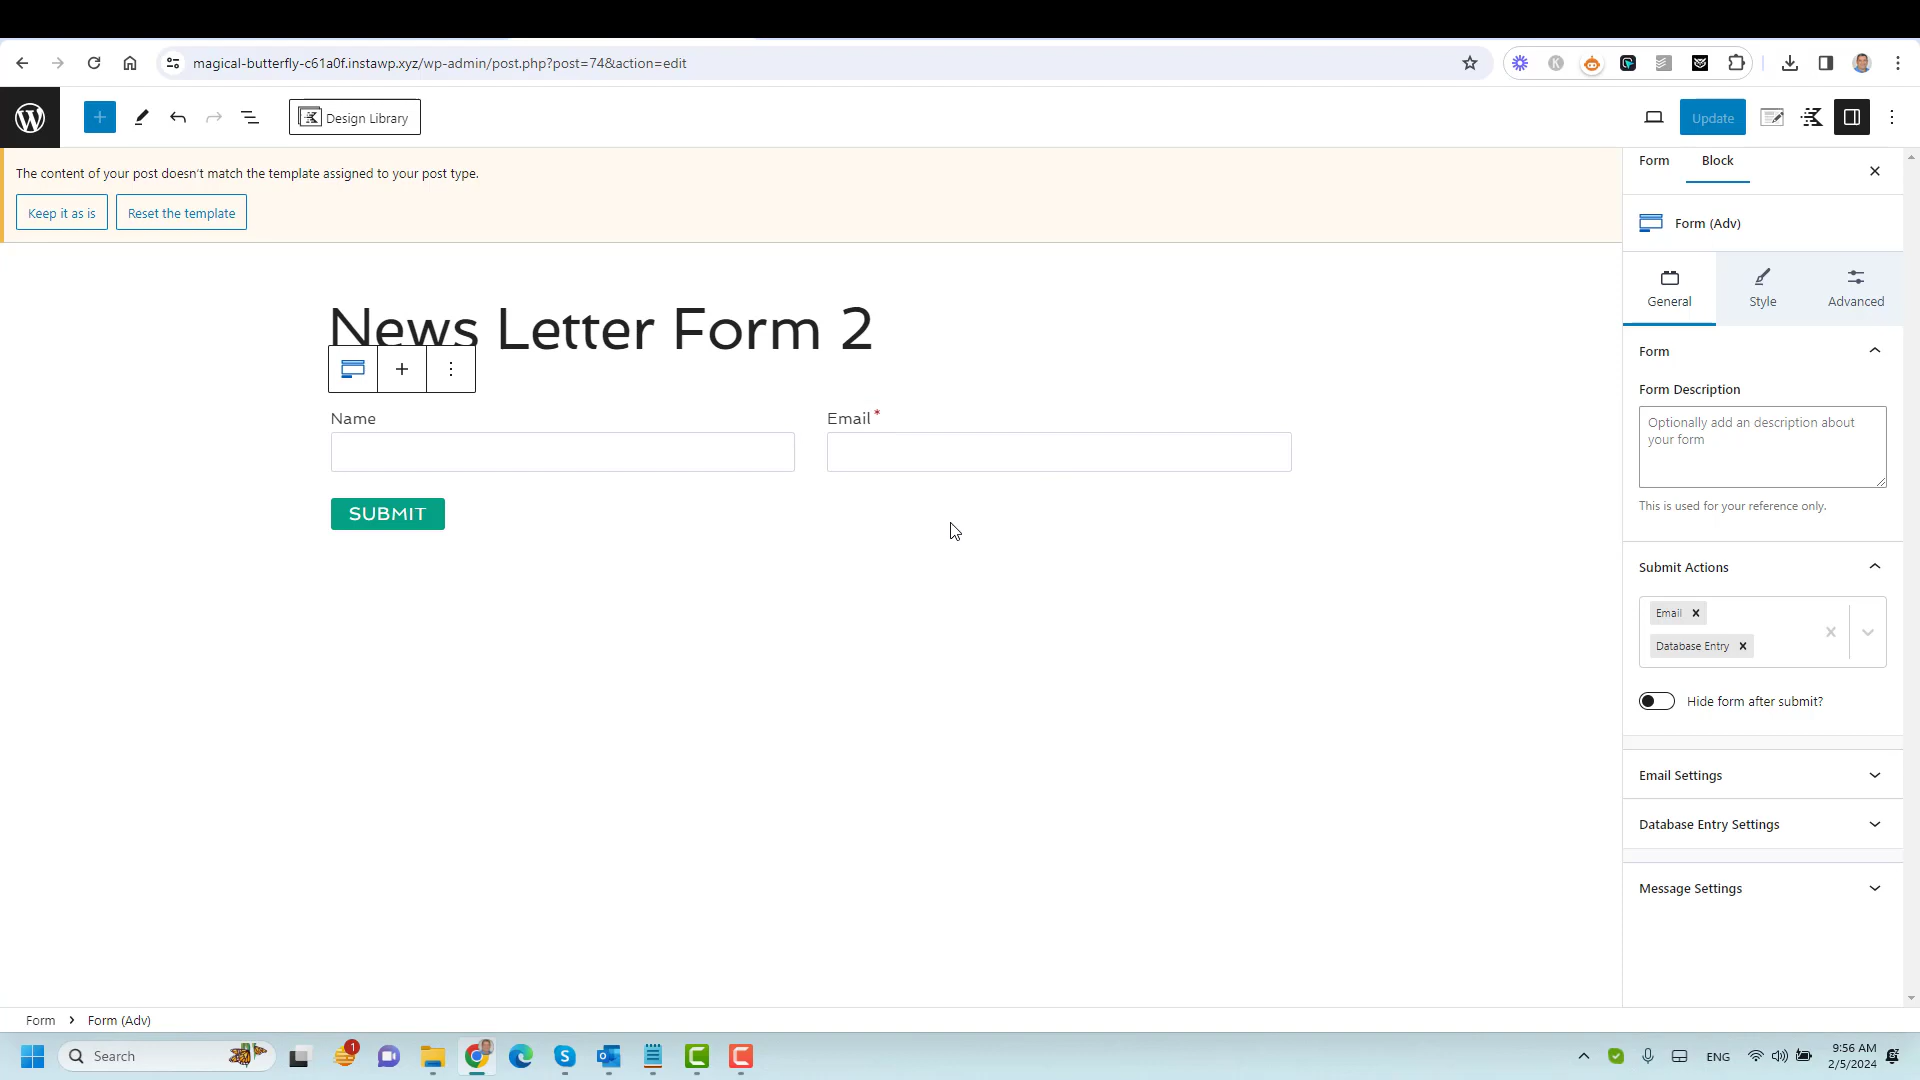 magical-butterfly-c61a0f.instawp.xyz/wp-admin/post.php?post=74&action=edit
Design Library
Update
The content of your post doesn't match the template assigned to your post type.
Keep it as is
Reset the template
News Letter Form 2
Name
Email *
SUBMIT
Form
Block
Form (Adv)
General
Style
Advanced
Form
Form Description
Optionally add an description about
your form
This is used for your reference only.
Submit Actions
Email
Database Entry
Hide form after submit?
Email Settings
Database Entry Settings
Message Settings
Form
Form (Adv)
Search
1
ENG
9:56 AM
2/5/2024